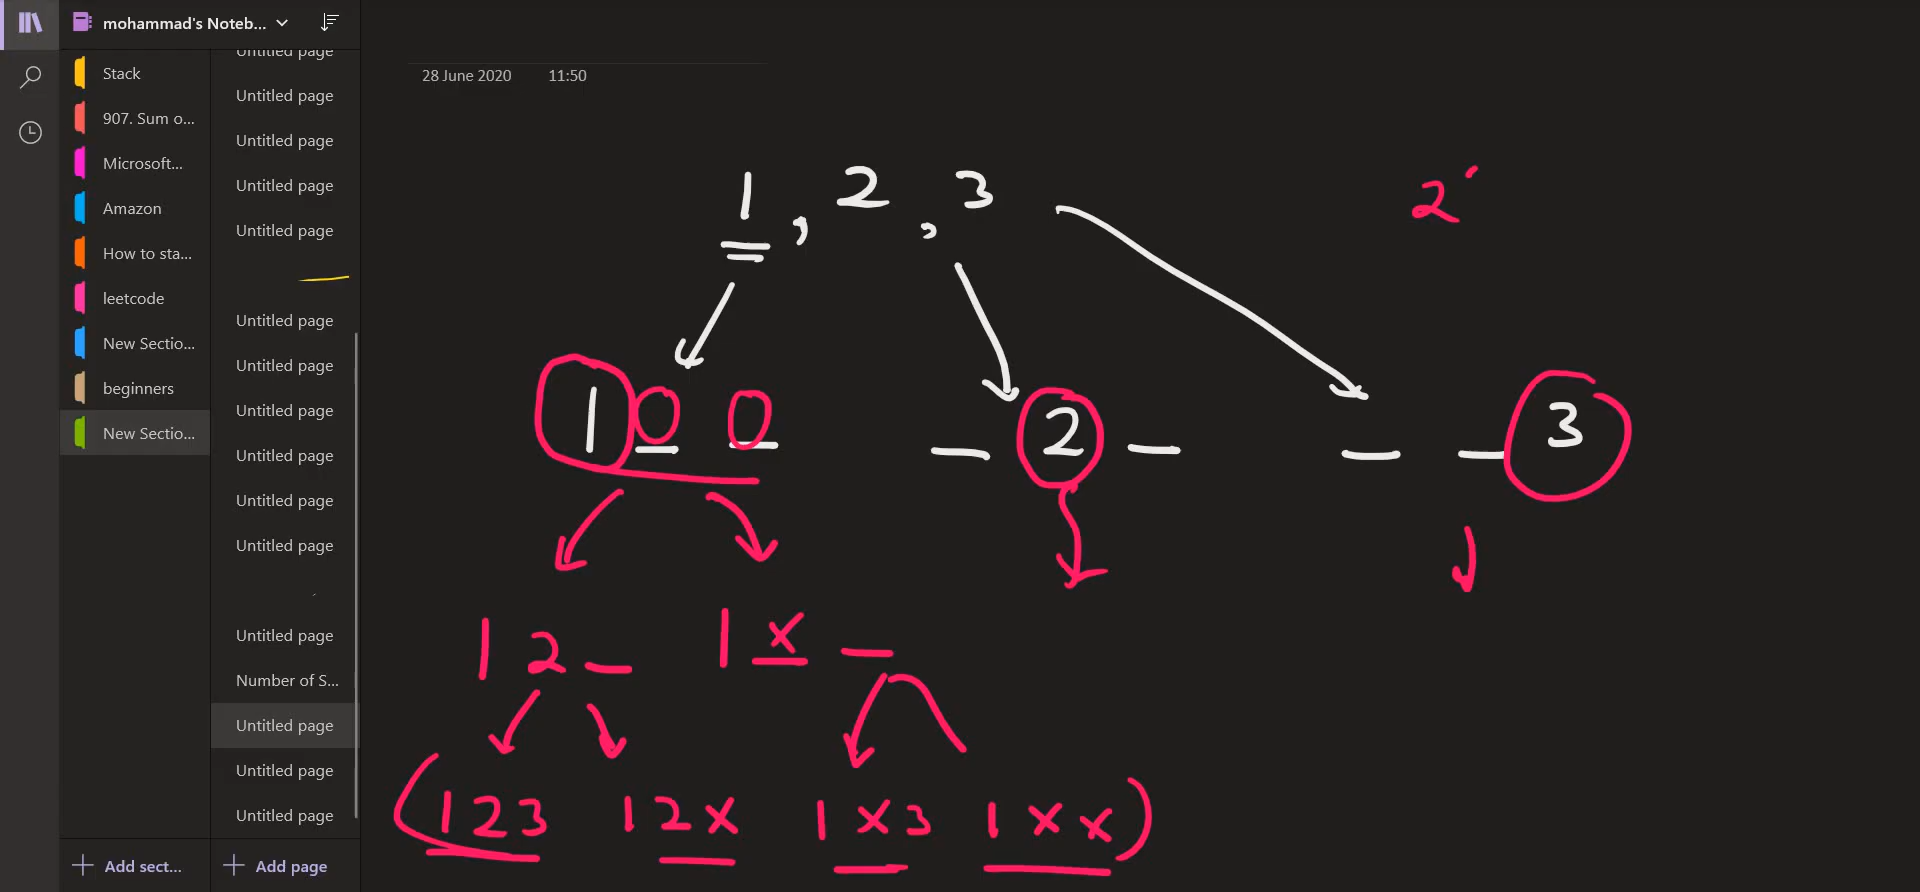 mohammad's Noteb...
Stack
907. Sum o...
Microsoft...
Amazon
How to sta...
leetcode
New Sectio...
beginners
New Sectio...
Add sect...
Untitled page
Untitled page
Untitled page
Untitled page
Untitled page
Untitled page
Untitled page
Untitled page
Untitled page
Untitled page
Untitled page
Untitled page
Number of S...
Untitled page
Untitled page
Untitled page
Add page
28 June 2020 11:50
1, 2, 3
2
1 0 0
_ 2 _
_ _ 3
1 2 _
1 x _
(123 12x 1x3 1xx)